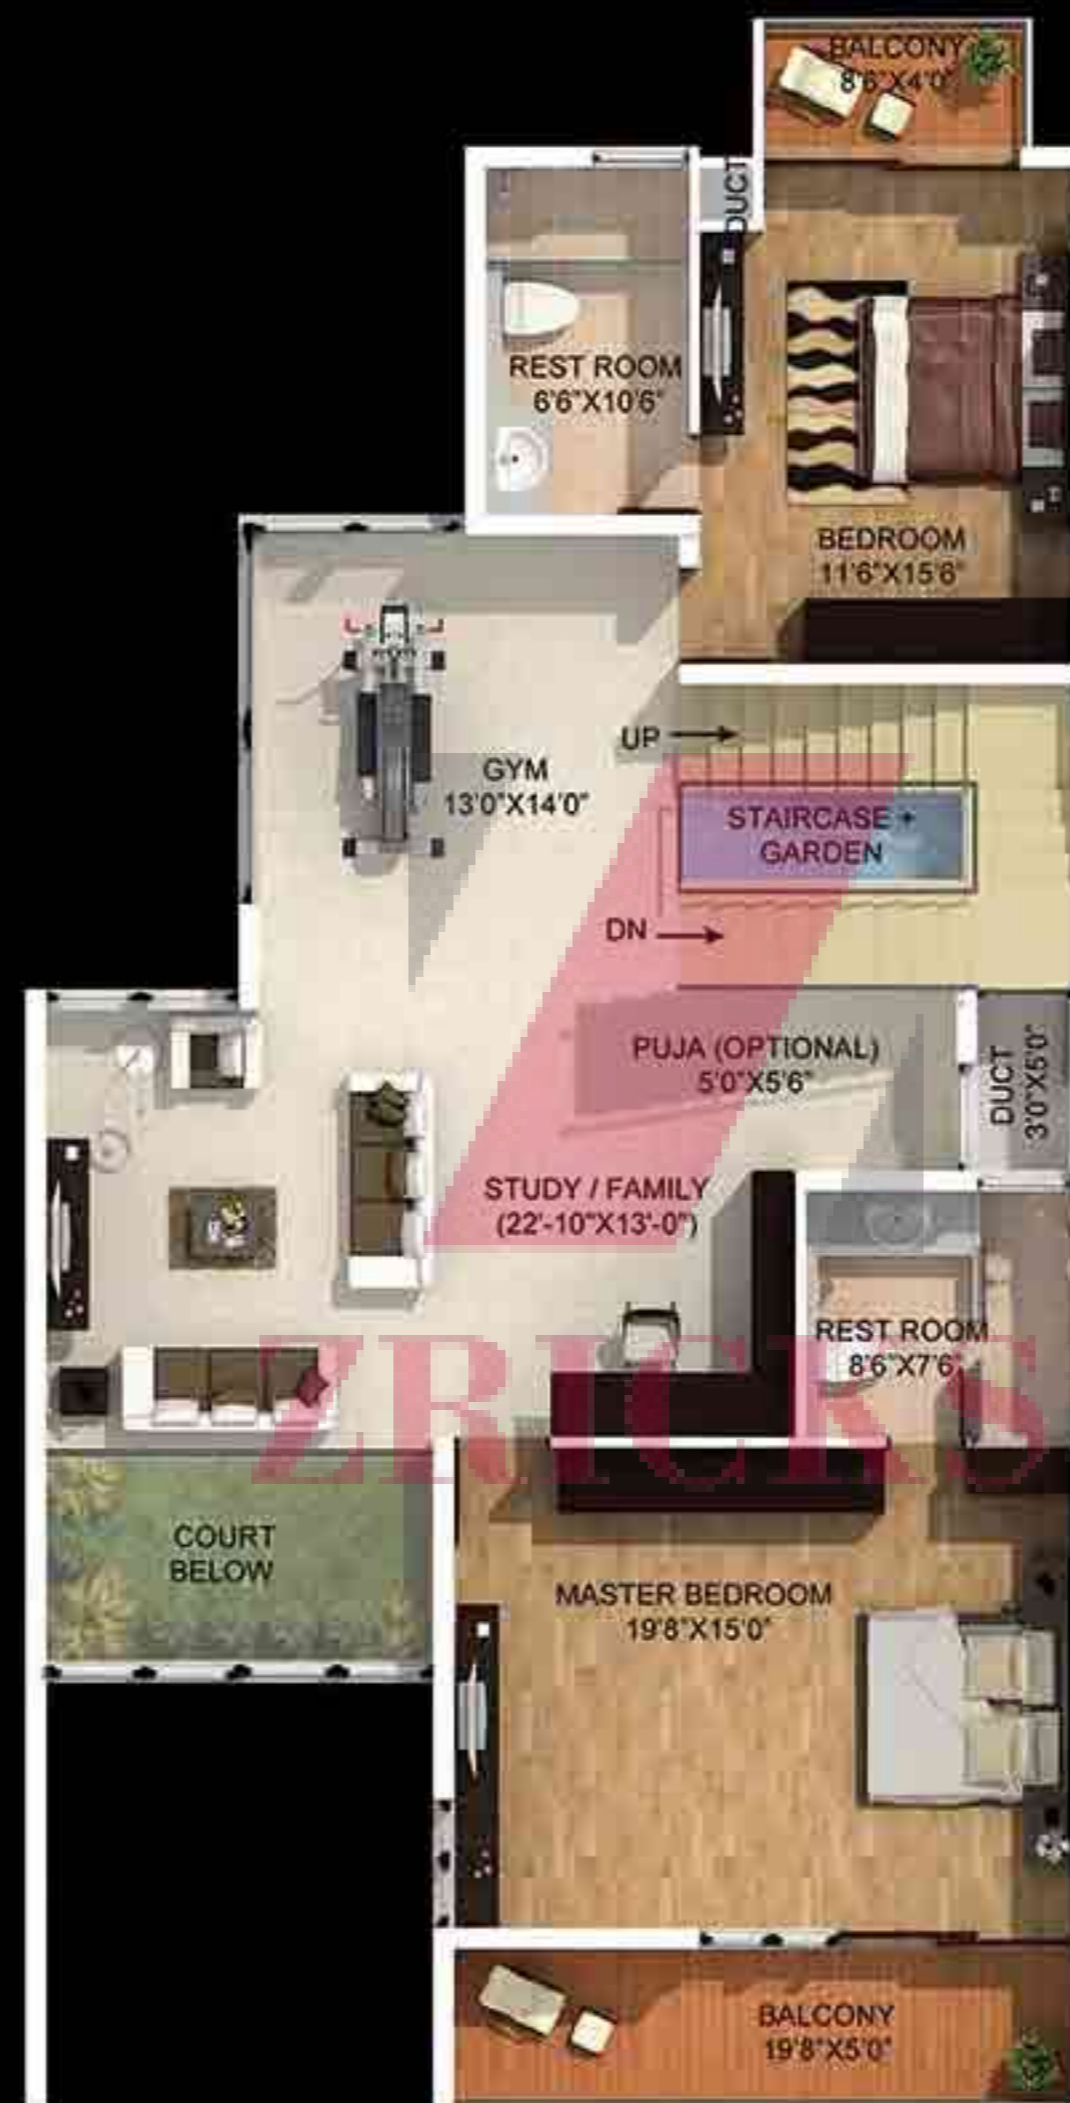 BALCONY
8'6"X4'0"
DUCT
REST ROOM
6'6"X10'6"
BEDROOM
11'6"X15'6"
UP
GYM
13'0"X14'0"
STAIRCASE +
GARDEN
DN
PUJA (OPTIONAL)
5'0"X5'6"
DUCT
3'0"X5'0"
STUDY / FAMILY
(22'-10"X13'-0")
REST ROOM
8'6"X7'6"
ZRICKS
COURT
BELOW
MASTER BEDROOM
19'8"X15'0"
BALCONY
19'8"X5'0"